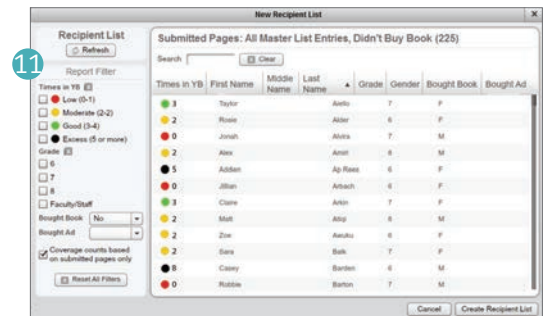 New Recipient List X
11
Recipient List
Refresh
Report Filter
Times in YB
Low (0-1)
Moderate (2-2)
Good (3-4)
Excess (5 or more)
Grade
6
7
8
Faculty/Staff
Bought Book No
Bought Ad
Coverage counts based
on submitted pages only
Reset All Filters
Submitted Pages: All Master List Entries, Didn't Buy Book (225)
Search Clear
Times in YB First Name Middle Name Last Name Grade Gender Bought Book Bought Ad
3 Taylor Aiello 7 F
2 Rosie Alder 6 F
0 Jonah Alvira 7 M
2 Alex Amiri 6 M
5 Addien Ap Rees 6 F
0 Jillian Arbach 6 F
3 Claire Arkin 7 F
2 Matt Atiqi 6 M
2 Zoe Awuku 6 F
2 Sara Balk 7 F
8 Casey Barden 6 M
0 Robbie Barton 7 M
Cancel Create Recipient List